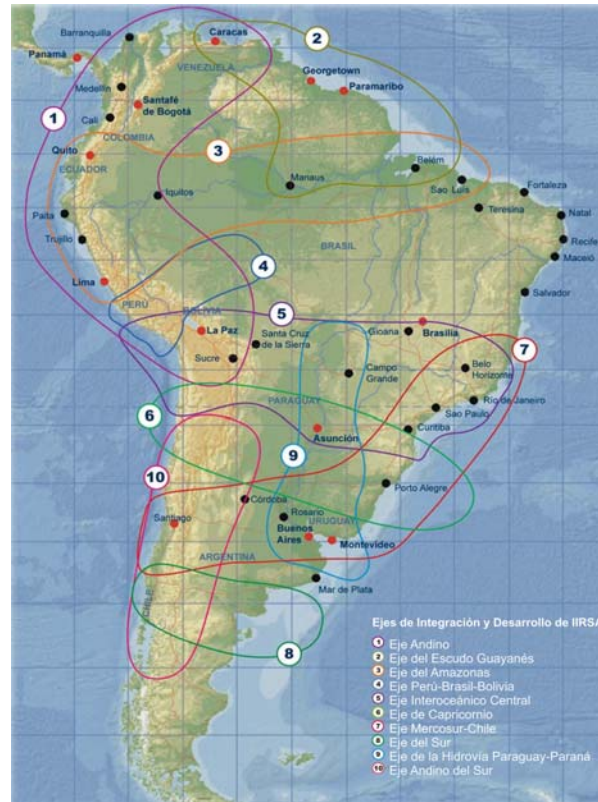 Barranquilla
Caracas
2
Panamá
VENEZUELA
Georgetown
Paramaribo
Medellín
Santafé
de Bogotá
1
Cali
COLOMBIA
3
Quito
ECUADOR
Belém
Manaus
Sao Luís
Iquitos
Fortaleza
Teresina
Paita
Natal
Trujillo
BRASIL
Recife
4
Maceió
Lima
PERÚ
Salvador
BOLIVIA
5
La Paz
Santa Cruz
de la Sierra
Gioana
Brasilia
7
Sucre
Campo
Grande
Belo
Horizonte
PARAGUAY
Río de Janeiro
6
Sao Paulo
Asunción
Curitiba
9
10
Porto Alegre
Córdoba
Rosario
Santiago
URUGUAY
Buenos
Aires
Montevideo
ARGENTINA
Mar de Plata
CHILE
8
Ejes de Integración y Desarrollo de IIRSA
1 Eje Andino
2 Eje del Escudo Guayanés
3 Eje del Amazonas
4 Eje Perú-Brasil-Bolivia
5 Eje Interoceánico Central
6 Eje de Capricornio
7 Eje Mercosur-Chile
8 Eje del Sur
9 Eje de la Hidrovía Paraguay-Paraná
10 Eje Andino del Sur